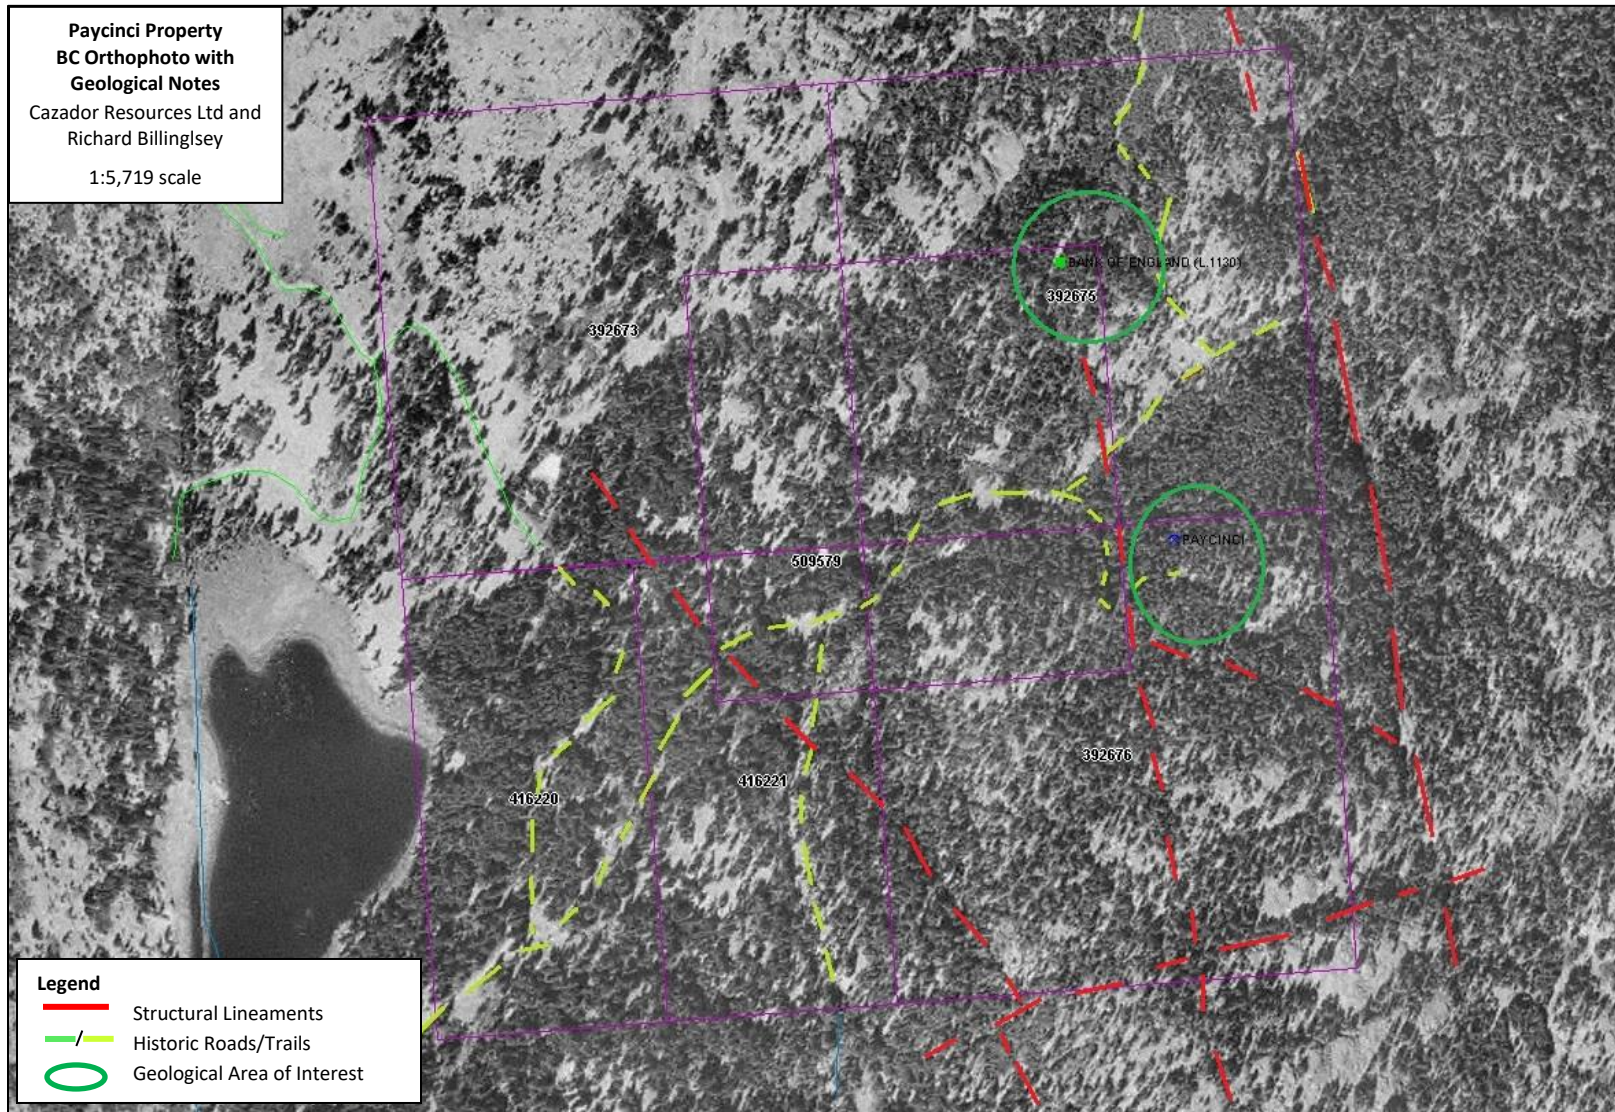 Paycinci Property
BC Orthophoto with
Geological Notes
Cazador Resources Ltd and
Richard Billinglsey
1:5,719 scale
BANK OF ENGLAND (L.1130)
392675
392673
PAYCINCI
509579
392676
416221
416220
Legend
Structural Lineaments
/ Historic Roads/Trails
Geological Area of Interest